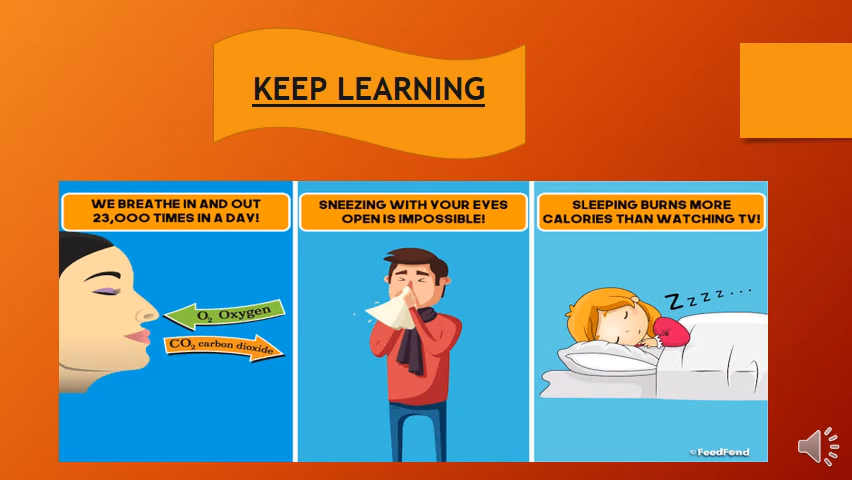 KEEP LEARNING
WE BREATHE IN AND OUT
23,000 TIMES IN A DAY!
SNEEZING WITH YOUR EYES
OPEN IS IMPOSSIBLE!
SLEEPING BURNS MORE
CALORIES THAN WATCHING TV!
O₂ Oxygen
CO₂ carbon dioxide
Zzzzz...
©FeedFend